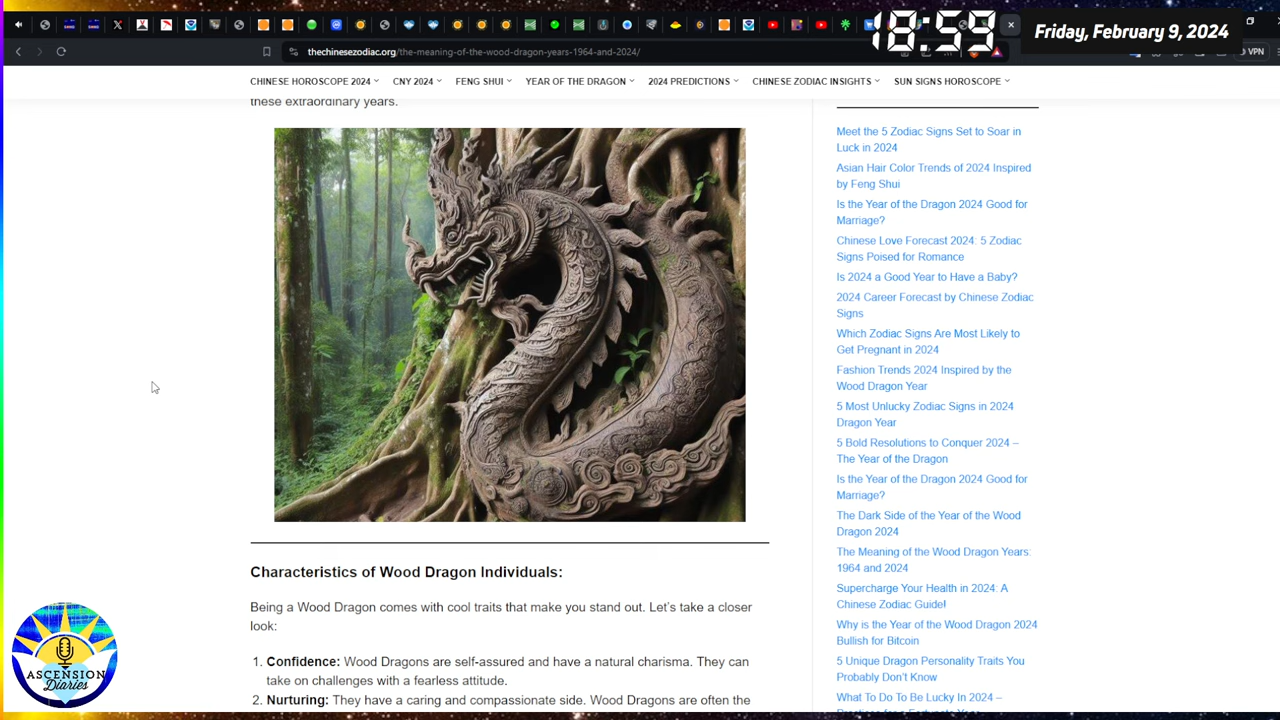 18:59
Friday, February 9, 2024
thechinesezodiac.org/the-meaning-of-the-wood-dragon-years-1964-and-2024/
VPN
CHINESE HOROSCOPE 2024
CNY 2024
FENG SHUI
YEAR OF THE DRAGON
2024 PREDICTIONS
CHINESE ZODIAC INSIGHTS
SUN SIGNS HOROSCOPE
these extraordinary years.
Characteristics of Wood Dragon Individuals:
Being a Wood Dragon comes with cool traits that make you stand out. Let's take a closer
look:
1. Confidence: Wood Dragons are self-assured and have a natural charisma. They can
take on challenges with a fearless attitude.
2. Nurturing: They have a caring and compassionate side. Wood Dragons are often the
Meet the 5 Zodiac Signs Set to Soar in
Luck in 2024
Asian Hair Color Trends of 2024 Inspired
by Feng Shui
Is the Year of the Dragon 2024 Good for
Marriage?
Chinese Love Forecast 2024: 5 Zodiac
Signs Poised for Romance
Is 2024 a Good Year to Have a Baby?
2024 Career Forecast by Chinese Zodiac
Signs
Which Zodiac Signs Are Most Likely to
Get Pregnant in 2024
Fashion Trends 2024 Inspired by the
Wood Dragon Year
5 Most Unlucky Zodiac Signs in 2024
Dragon Year
5 Bold Resolutions to Conquer 2024 –
The Year of the Dragon
Is the Year of the Dragon 2024 Good for
Marriage?
The Dark Side of the Year of the Wood
Dragon 2024
The Meaning of the Wood Dragon Years:
1964 and 2024
Supercharge Your Health in 2024: A
Chinese Zodiac Guide!
Why is the Year of the Wood Dragon 2024
Bullish for Bitcoin
5 Unique Dragon Personality Traits You
Probably Don't Know
What To Do To Be Lucky In 2024 –
ASCENSION
Diaries